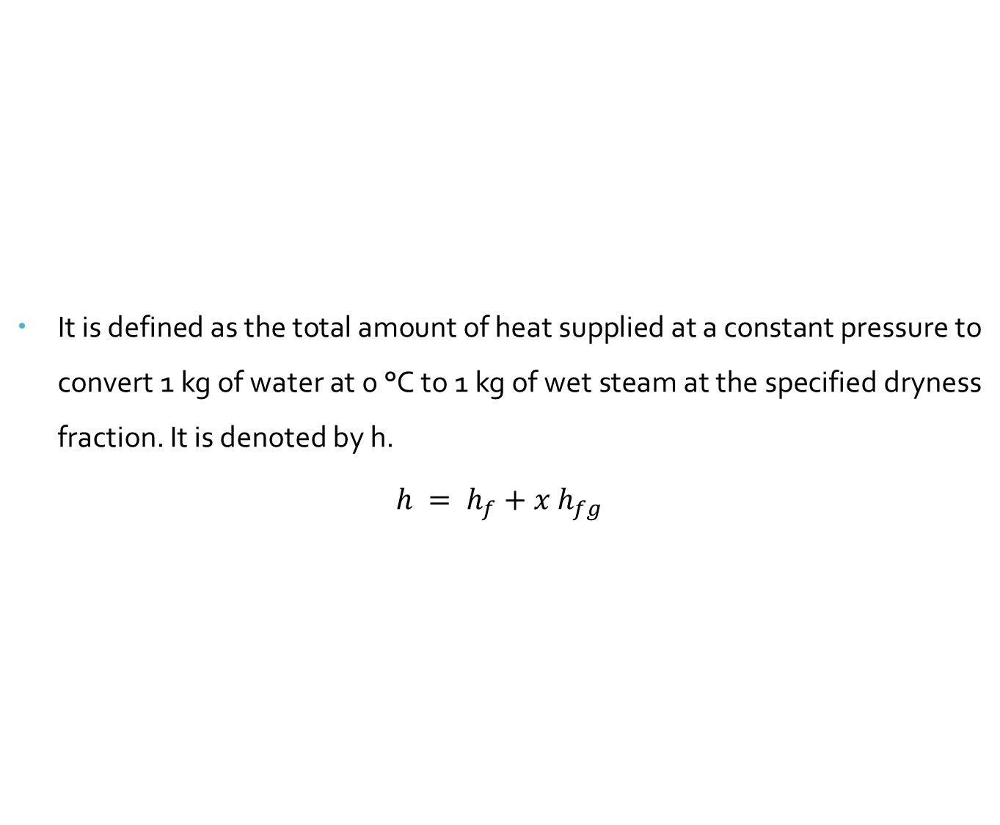 • It is defined as the total amount of heat supplied at a constant pressure to
convert 1 kg of water at 0 °C to 1 kg of wet steam at the specified dryness
fraction. It is denoted by h.
h = h_f + x h_{fg}